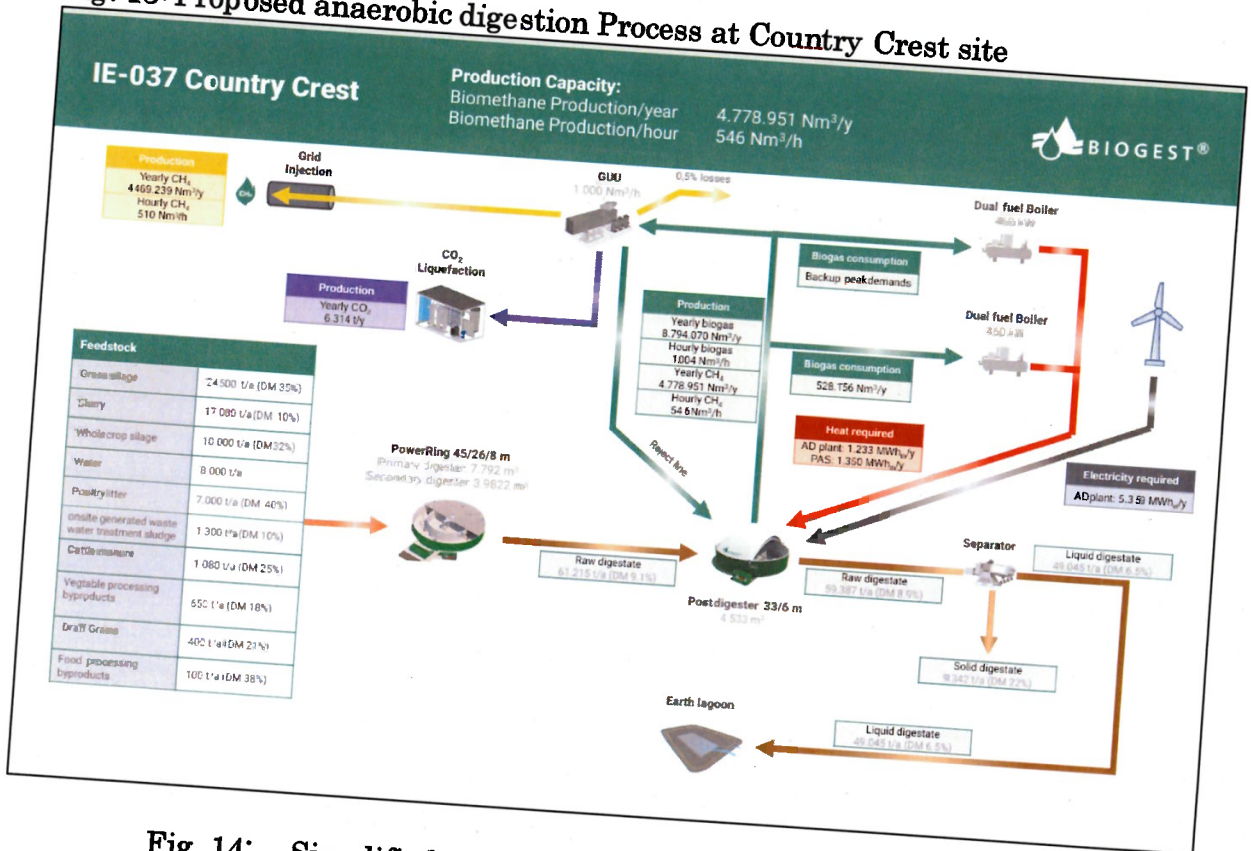 Proposed anaerobic digestion Process at Country Crest site
IE-037 Country Crest
Production Capacity:
Biomethane Production/year 4.778.951 Nm³/y
Biomethane Production/hour 546 Nm³/h
BIOGEST®
Production
Yearly CH₄
4469.239 Nm³/y
Hourly CH₄
510 Nm³/h
CH₄
Grid
Injection
GUU
1.000 Nm³/h
0,5% losses
Dual fuel Boiler
Biogas consumption
Backup peak demands
CO₂
Liquefaction
Production
Yearly CO₂
6.314 t/y
Production
Yearly biogas
8.794.070 Nm³/y
Hourly biogas
1.004 Nm³/h
Yearly CH₄
4.778.951 Nm³/y
Hourly CH₄
546 Nm³/h
Dual fuel Boiler
Biogas consumption
528.156 Nm³/y
Feedstock
Grass silage 24500 t/a (DM 35%)
Slurry 17 080 t/a (DM 10%)
Wholecrop silage 10 000 t/a (DM32%)
Water 8 000 t/a
Poultry litter 7.000 t/a (DM 40%)
onsite generated waste
water treatment sludge 1 300 t/a (DM 10%)
Cattle manure 1 080 t/a (DM 25%)
Vegtable processing
byproducts 650 t/a (DM 18%)
Draff Grains 400 t/a (DM 21%)
Food processing
byproducts 100 t/a (DM 38%)
PowerRing 45/26/8 m
Primary digester 7.792 m³
Secondary digester 3.9822 m³
Reject line
Heat required
AD plant: 1.233 MWh/y
PAS: 1.350 MWh/y
Electricity required
AD plant: 5.359 MWh/y
Raw digestate
61.215 t/a (DM 9.1%)
Postdigester 33/6 m
4 533 m³
Raw digestate
59.387 t/a (DM 8.9%)
Separator
Liquid digestate
49.045 t/a (DM 6.5%)
Solid digestate
9.342 t/a (DM 22%)
Earth lagoon
Liquid digestate
49.045 t/a (DM 6.5%)
Fig. 14: